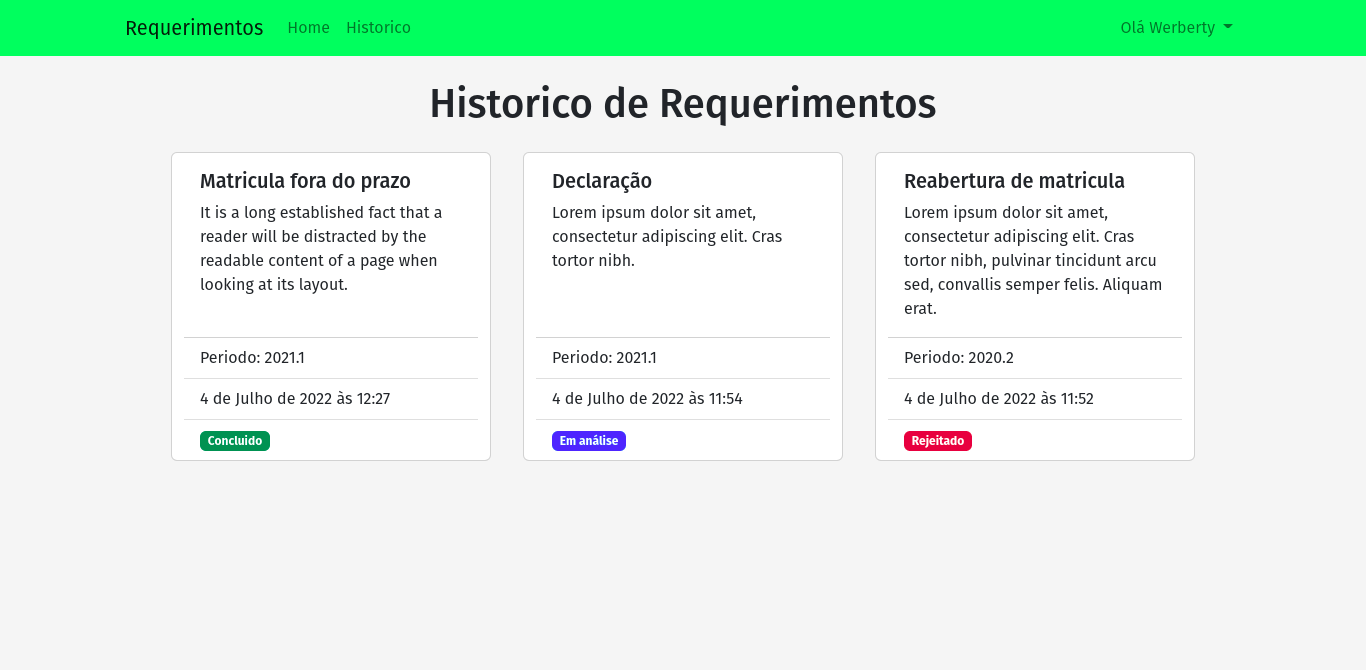 Requerimentos Home Historico Olá Werberty
Historico de Requerimentos
Matricula fora do prazo
It is a long established fact that a
reader will be distracted by the
readable content of a page when
looking at its layout.
Periodo: 2021.1
4 de Julho de 2022 às 12:27
Concluido
Declaração
Lorem ipsum dolor sit amet,
consectetur adipiscing elit. Cras
tortor nibh.
Periodo: 2021.1
4 de Julho de 2022 às 11:54
Em análise
Reabertura de matricula
Lorem ipsum dolor sit amet,
consectetur adipiscing elit. Cras
tortor nibh, pulvinar tincidunt arcu
sed, convallis semper felis. Aliquam
erat.
Periodo: 2020.2
4 de Julho de 2022 às 11:52
Rejeitado